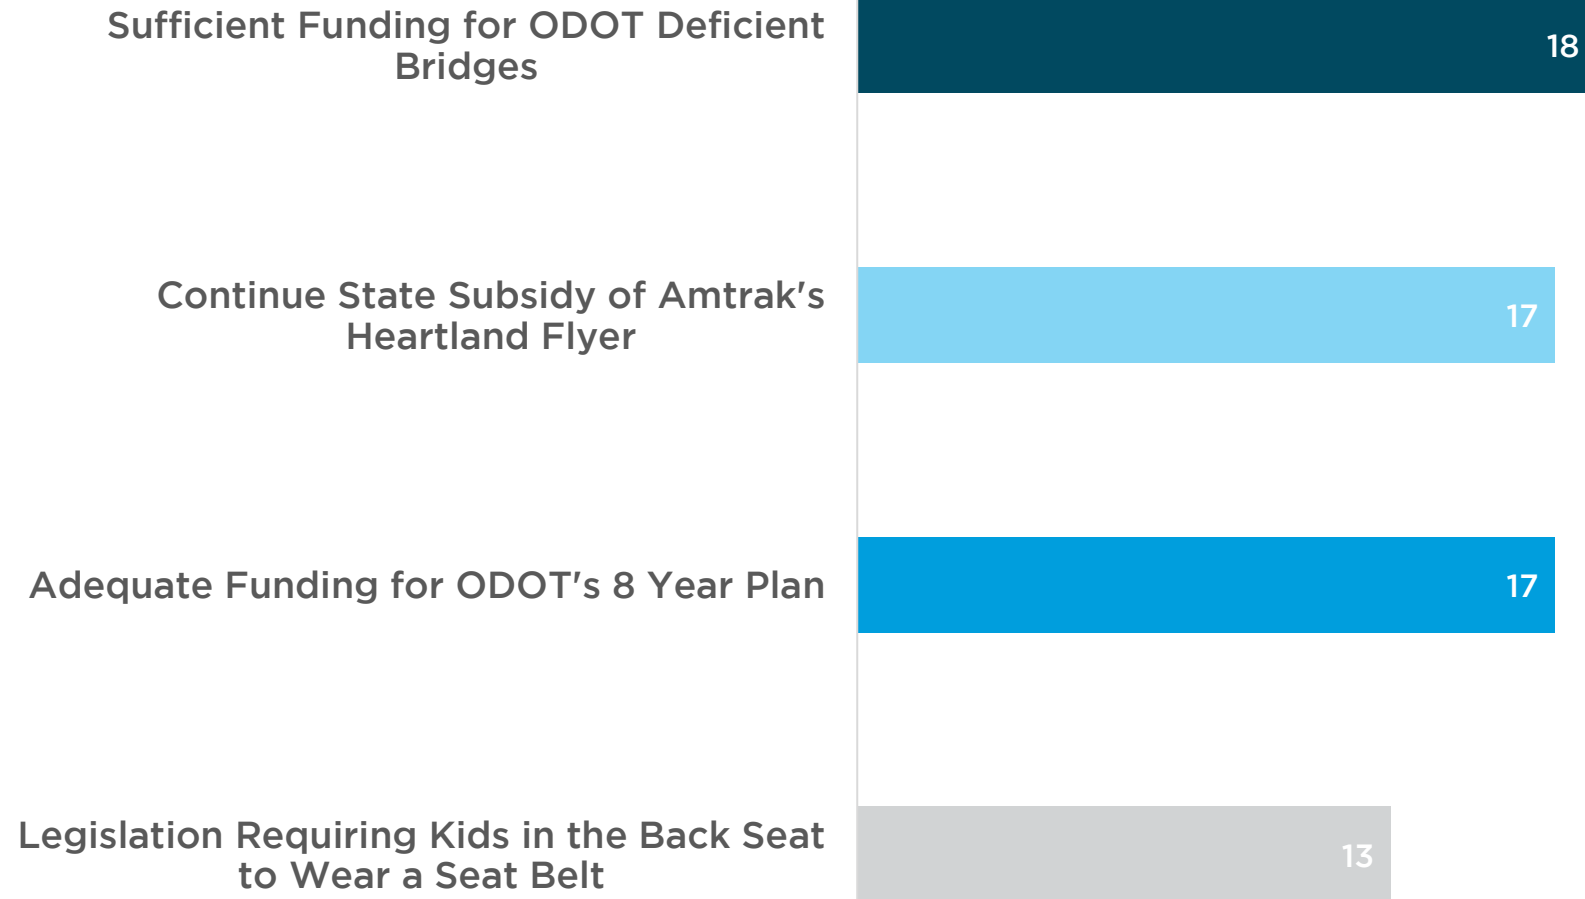 Sufficient Funding for ODOT Deficient
Bridges
18
Continue State Subsidy of Amtrak's
Heartland Flyer
17
Adequate Funding for ODOT's 8 Year Plan
17
Legislation Requiring Kids in the Back Seat
to Wear a Seat Belt
13